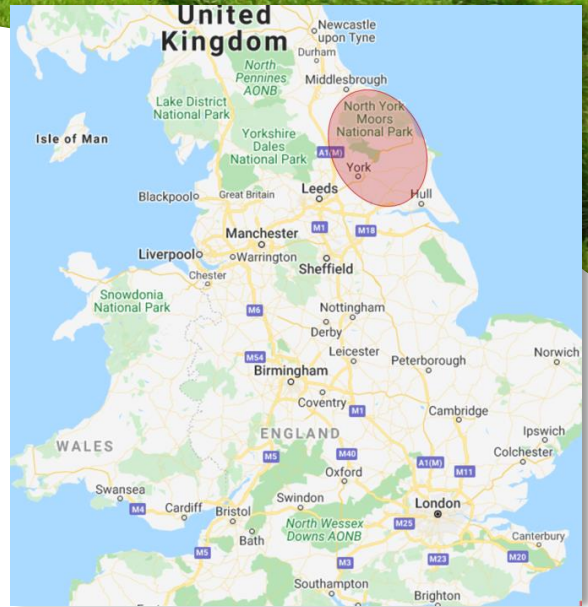 United
Kingdom
Newcastle
upon Tyne
Durham
North
Pennines
AONB
Middlesbrough
Lake District
National Park
North York
Moors
National Park
Isle of Man
Yorkshire
Dales
National Park
A1(M)
York
Leeds
Blackpool
Great Britain
Hull
M1
M18
Manchester
Liverpool
Warrington
Sheffield
Chester
Snowdonia
National Park
M6
Nottingham
Derby
M54
Leicester
Peterborough
Norwich
Birmingham
Coventry
M1
Cambridge
ENGLAND
WALES
Ipswich
M5
M40
A1(M)
M11
Colchester
Oxford
Swansea
Swindon
London
M4
Cardiff
Bristol
North Wessex
Downs AONB
M25
Bath
Canterbury
M5
M3
M23
M20
Southampton
Brighton